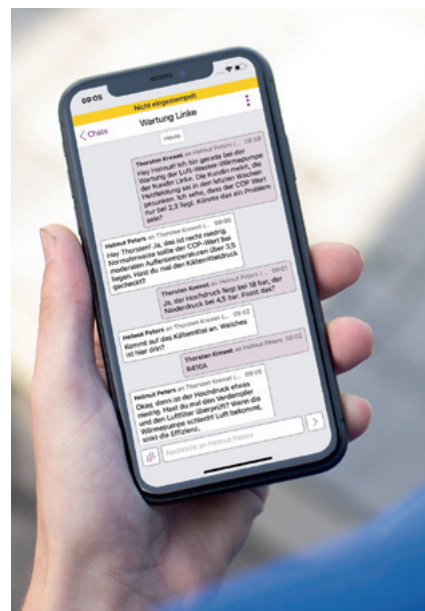 09:05
Nicht eingestempelt
Chats
Wartung Linke
Heute
Thorsten Krewet an Helmut Peters (... 08:58
Hey Helmut! Ich bin gerade bei der
Wartung der Luft-Wasser-Wärmepumpe
der Kundin Linke. Die Kundin meint, die
Heizleistung sei in den letzten Wochen
gesunken. Ich sehe, dass der COP Wert
nur bei 2,3 liegt. Könnte das ein Problem
sein?
Helmut Peters an Thorsten Krewet (... 09:00
Hey Thorsten! Ja, das ist recht niedrig.
Normalerweise sollte der COP-Wert bei
moderaten Außentemperaturen über 3,5
liegen. Hast du mal den Kältemitteldruck
gecheckt?
Thorsten Krewet an Helmut Peters (... 09:01
Ja, der Hochdruck liegt bei 18 bar, der
Niederdruck bei 4,5 bar. Passt das?
Helmut Peters an Thorsten Krewet (... 09:02
Kommt auf das Kältemittel an. Welches
ist hier drin?
Thorsten Krewet an Helmut Peters 09:02
R410A
Helmut Peters an Thorsten Krewet (... 09:05
Okay, dann ist der Hochdruck etwas
niedrig. Hast du mal den Verdampfer
und den Luftfilter überprüft? Wenn die
Wärmepumpe schlecht Luft bekommt,
sinkt die Effizienz.
Nachricht an Helmut Peters